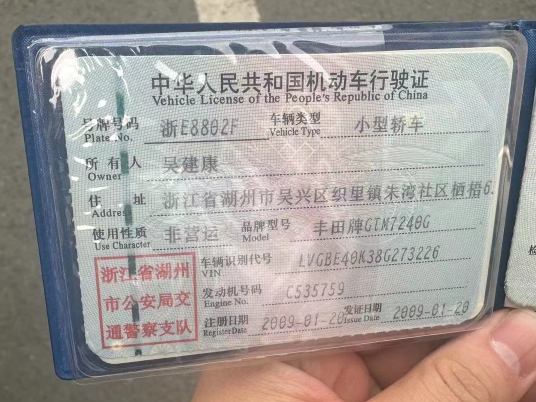 中华人民共和国机动车行驶证
Vehicle License of the People's Republic of China
号牌号码 浙E8802F 车辆类型 小型轿车
Plate No. Vehicle Type
所有人 吴建康
Owner
住址 浙江省湖州市吴兴区织里镇朱湾社区栖梧6
Address
使用性质 非营运 品牌型号 丰田牌GTM7240G
Use Character Model
浙江省湖州
市公安局交
通警察支队
车辆识别代号 LVGBE40K38G273226
VIN
发动机号码 C535759
Engine No.
注册日期 2009-01-20 发证日期 2009-01-20
Register Date Issue Date